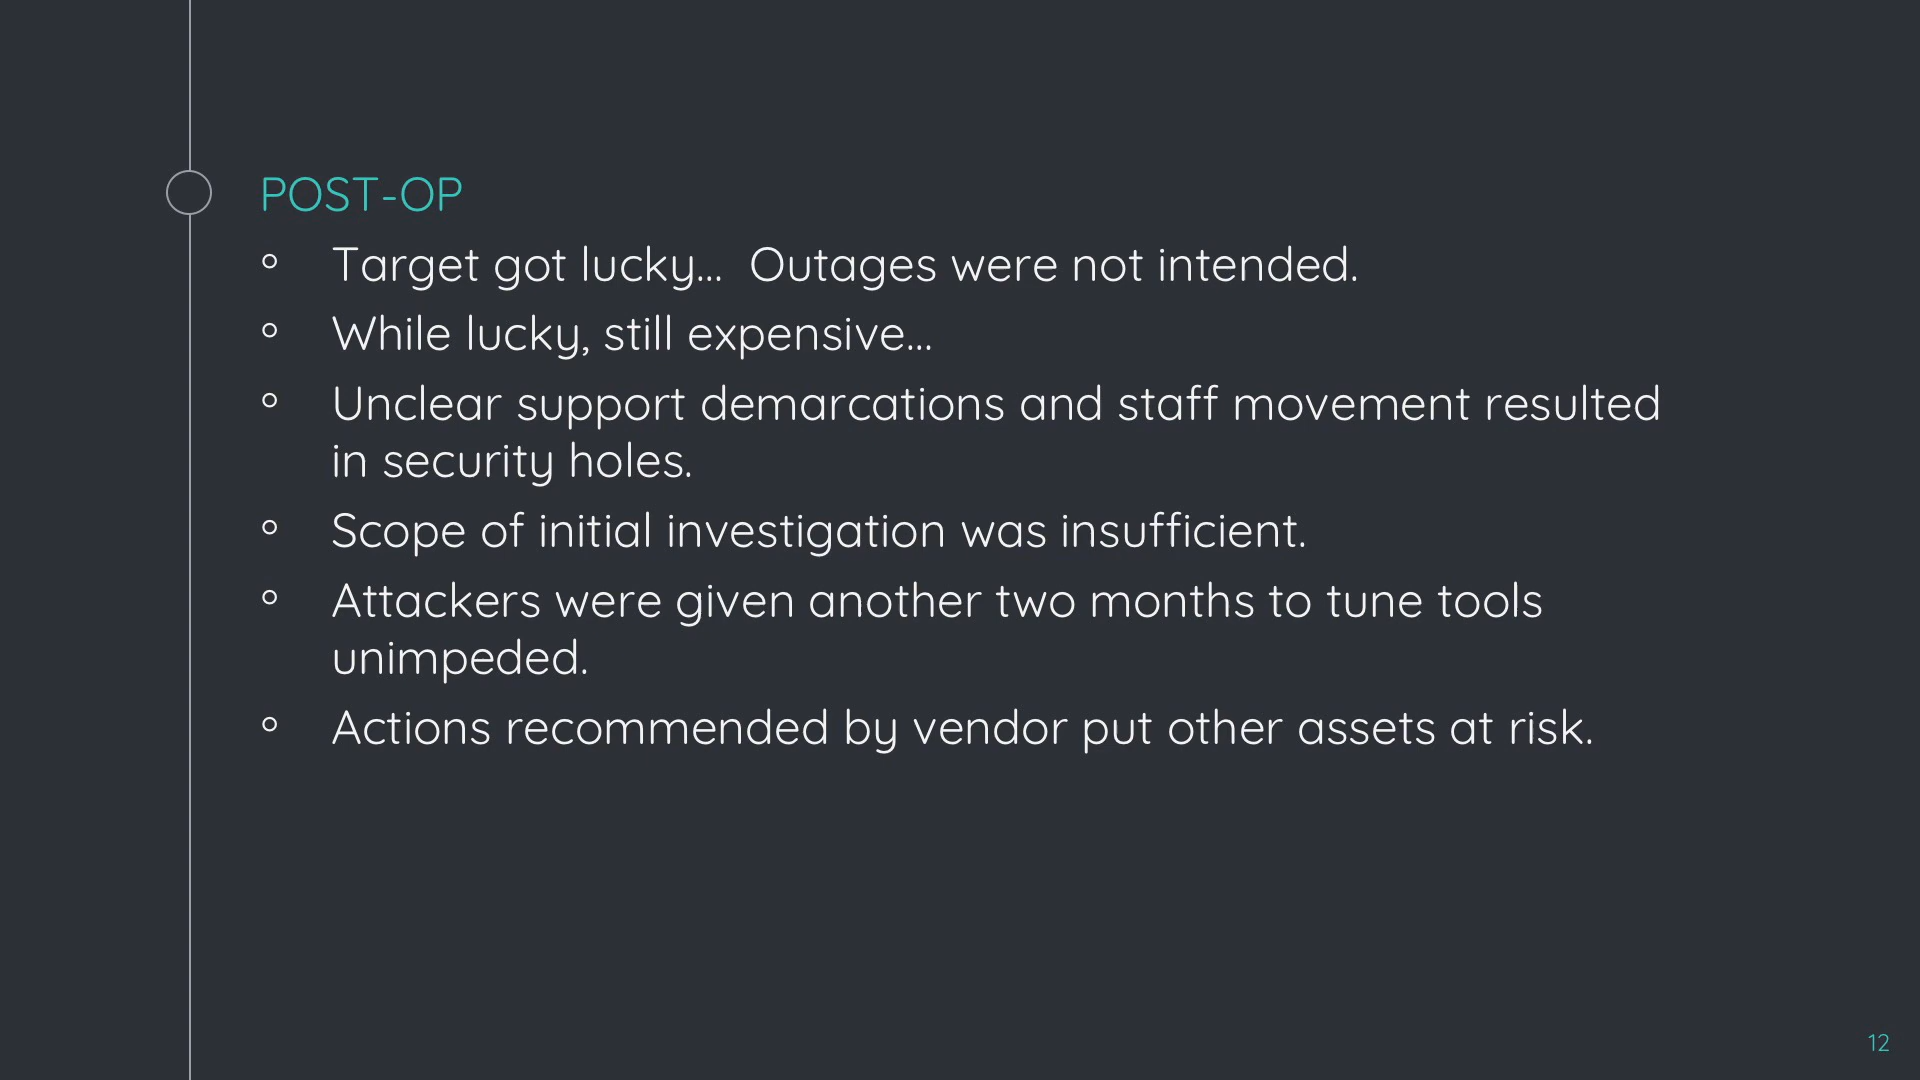 POST-OP
Target got lucky...  Outages were not intended.
While lucky, still expensive...
Unclear support demarcations and staff movement resulted
in security holes.
Scope of initial investigation was insufficient.
Attackers were given another two months to tune tools
unimpeded.
Actions recommended by vendor put other assets at risk.
12